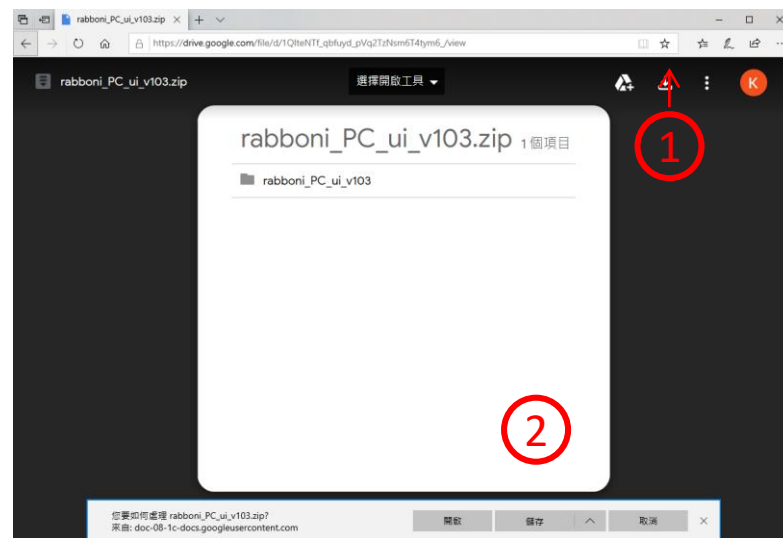 rabboni_PC_ui_v103.zip
https://drive.google.com/file/d/1QlteNTf_qbfuyd_pVq2TzNsm6T4tym6_/view
rabboni_PC_ui_v103.zip
選擇開啟工具
K
1
rabboni_PC_ui_v103.zip 1 個項目
rabboni_PC_ui_v103
2
您要如何處理 rabboni_PC_ui_v103.zip?
來自: doc-08-1c-docs.googleusercontent.com
開啟
儲存
取消